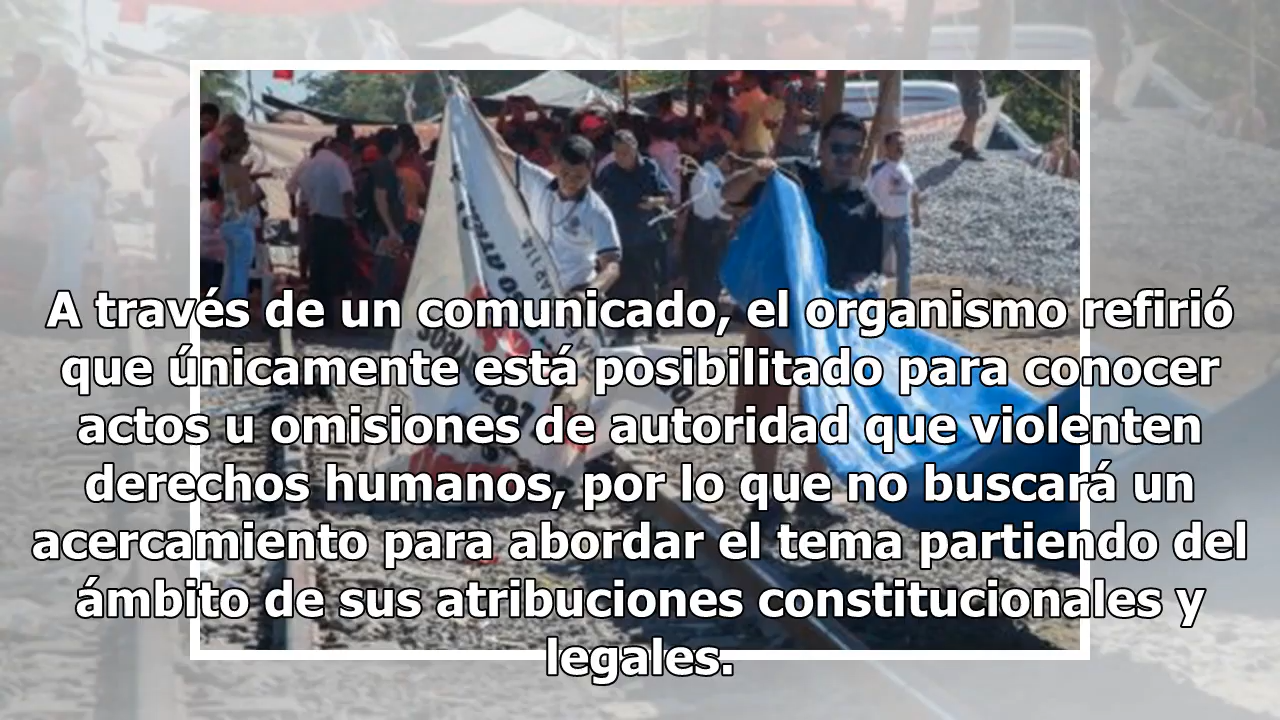 A través de un comunicado, el organismo refirió
que únicamente está posibilitado para conocer
actos u omisiones de autoridad que violenten
derechos humanos, por lo que no buscará un
acercamiento para abordar el tema partiendo del
ámbito de sus atribuciones constitucionales y
legales.